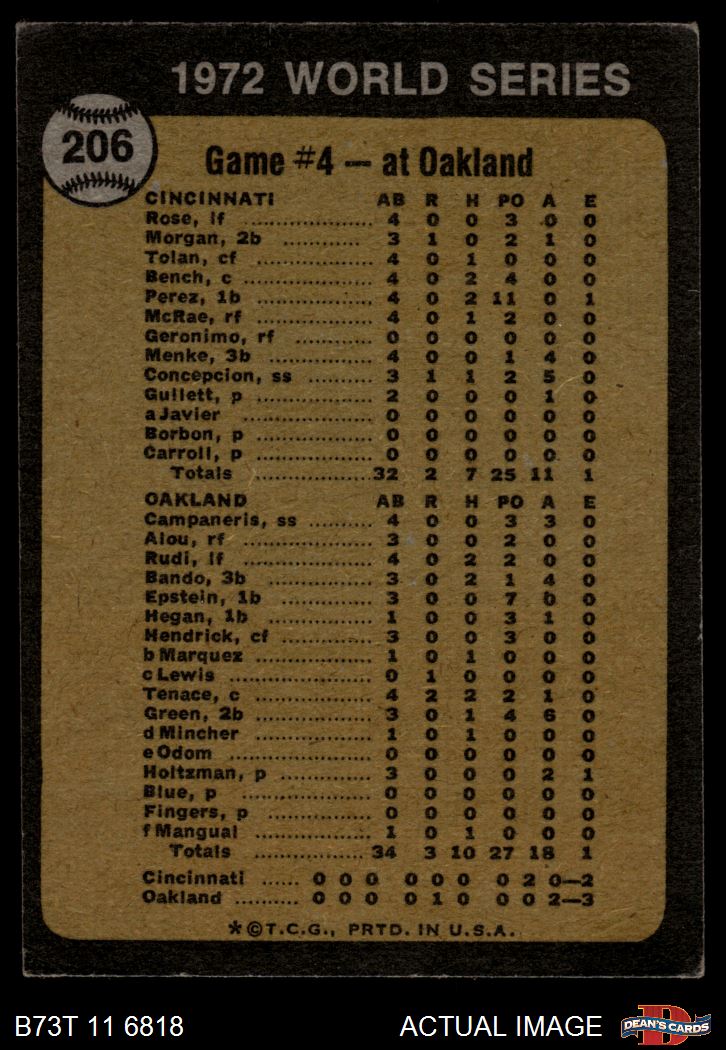 1972 WORLD SERIES
206
Game #4 — at Oakland
CINCINNATI AB R H PO A E
Rose, lf .................... 4 0 0 3 0 0
Morgan, 2b ............ 3 1 0 2 1 0
Tolan, cf .................. 4 0 1 0 0 0
Bench, c .................. 4 0 2 4 0 0
Perez, 1b .................. 4 0 2 11 0 1
McRae, rf .................. 4 0 1 2 0 0
Geronimo, rf ............ 0 0 0 0 0 0
Menke, 3b .................. 4 0 0 1 4 0
Concepcion, ss .......... 3 1 1 2 5 0
Gullett, p .................. 2 0 0 0 1 0
a Javier .................... 0 0 0 0 0 0
Borbon, p .................. 0 0 0 0 0 0
Carroll, p .................. 0 0 0 0 0 0
Totals .................. 32 2 7 25 11 1
OAKLAND AB R H PO A E
Campaneris, ss .......... 4 0 0 3 3 0
Alou, rf .................... 3 0 0 2 0 0
Rudi, lf .................... 4 0 2 2 0 0
Bando, 3b .................. 3 0 2 1 4 0
Epstein, 1b .............. 3 0 0 7 0 0
Hegan, 1b .................. 1 0 0 3 1 0
Hendrick, cf .............. 3 0 0 3 0 0
b Marquez .................. 1 0 1 0 0 0
c Lewis .................... 0 1 0 0 0 0
Tenace, c .................. 4 2 2 2 1 0
Green, 2b .................. 3 0 1 4 6 0
d Mincher .................. 1 0 1 0 0 0
e Odom .................... 0 0 0 0 0 0
Holtzman, p .............. 3 0 0 0 2 1
Blue, p .................... 0 0 0 0 0 0
Fingers, p .................. 0 0 0 0 0 0
f Mangual .................. 1 0 1 0 0 0
Totals .................. 34 3 10 27 18 1
Cincinnati ...... 0 0 0 0 0 0 0 2 0—2
Oakland .......... 0 0 0 0 1 0 0 0 2—3
*©T.C.G., PRTD. IN U.S.A.
B73T 11 6818 ACTUAL IMAGE
D
DEAN'S CARDS